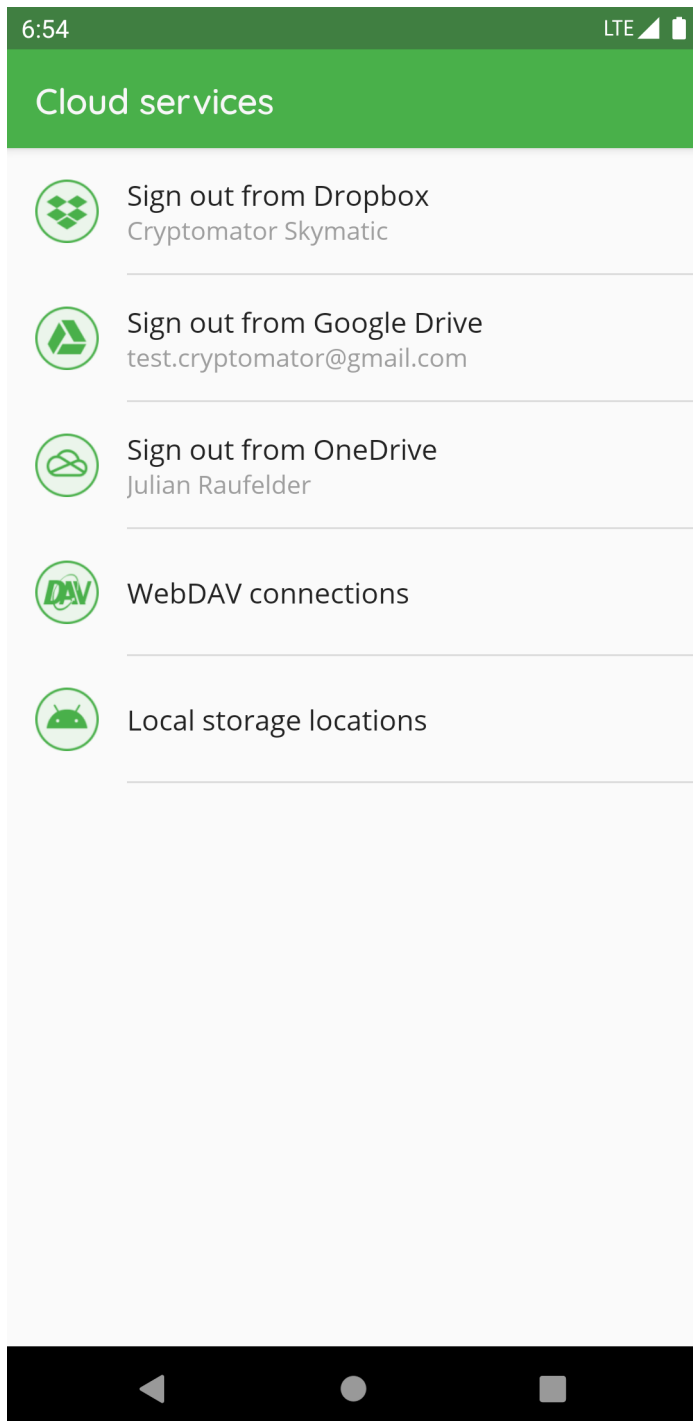 6:54 LTE
Cloud services
Sign out from Dropbox
Cryptomator Skymatic
Sign out from Google Drive
test.cryptomator@gmail.com
Sign out from OneDrive
Julian Raufelder
DAV WebDAV connections
Local storage locations